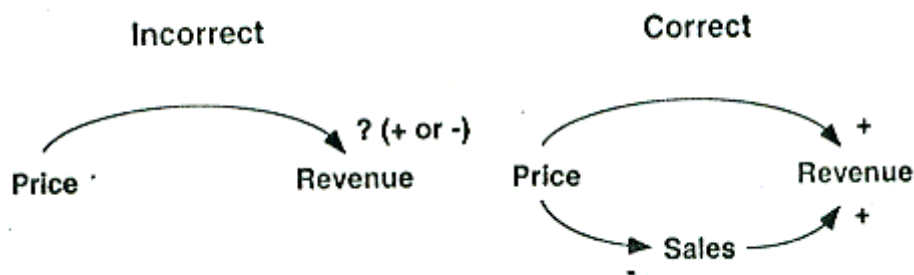 Incorrect
Price
? (+ or -)
Revenue
Correct
Price
+
Revenue
+
Sales
-